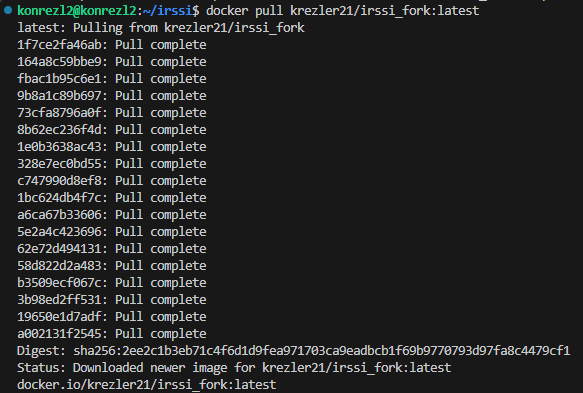 konrezl2@konrezl2:~/irssi$ docker pull krezler21/irssi_fork:latest
latest: Pulling from krezler21/irssi_fork
1f7ce2fa46ab: Pull complete
164a8c59bbe9: Pull complete
fbac1b95c6e1: Pull complete
9b8a1c89b697: Pull complete
73cfa8796a0f: Pull complete
8b62ec236f4d: Pull complete
1e0b3638ac43: Pull complete
328e7ec0bd55: Pull complete
c747990d8ef8: Pull complete
1bc624db4f7c: Pull complete
a6ca67b33606: Pull complete
5e2a4c423696: Pull complete
62e72d494131: Pull complete
58d822d2a483: Pull complete
b3509ecf067c: Pull complete
3b98ed2ff531: Pull complete
19650e1d7adf: Pull complete
a002131f2545: Pull complete
Digest: sha256:2ee2c1b3eb71c4f6d1d9fea971703ca9eadbcb1f69b9770793d97fa8c4479cf1
Status: Downloaded newer image for krezler21/irssi_fork:latest
docker.io/krezler21/irssi_fork:latest